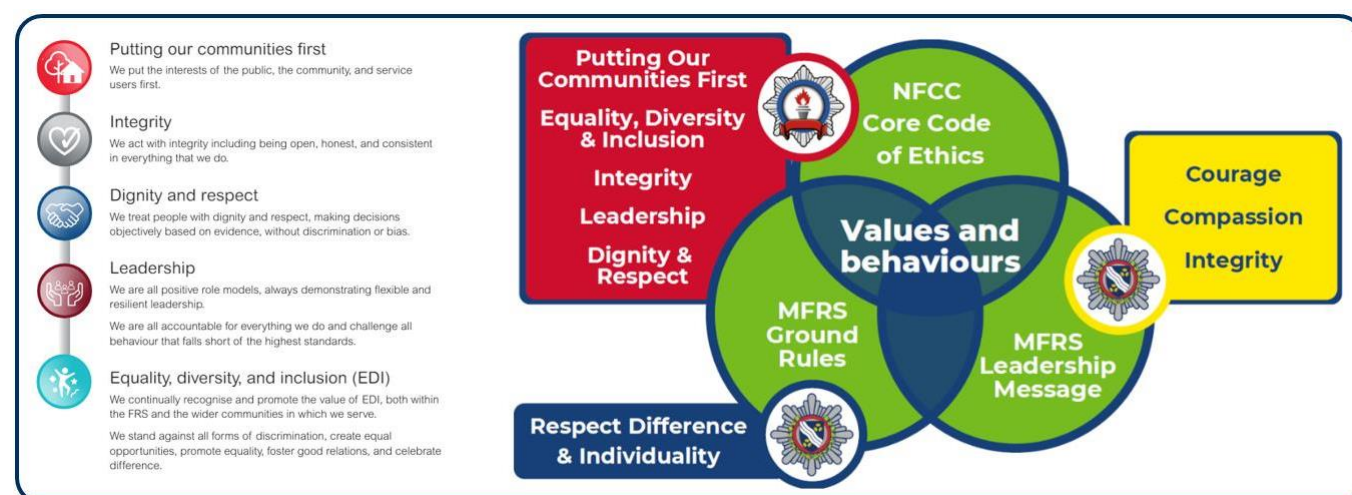 Putting our communities first
We put the interests of the public, the community, and service
users first.
Integrity
We act with integrity including being open, honest, and consistent
in everything that we do.
Dignity and respect
We treat people with dignity and respect, making decisions
objectively based on evidence, without discrimination or bias.
Leadership
We are all positive role models, always demonstrating flexible and
resilient leadership.
We are all accountable for everything we do and challenge all
behaviour that falls short of the highest standards.
Equality, diversity, and inclusion (EDI)
We continually recognise and promote the value of EDI, both within
the FRS and the wider communities in which we serve.
We stand against all forms of discrimination, create equal
opportunities, promote equality, foster good relations, and celebrate
difference.
Putting Our
Communities First
Equality, Diversity
& Inclusion
Integrity
Leadership
Dignity &
Respect
NFCC
Core Code
of Ethics
Values and
behaviours
MFRS
Ground
Rules
MFRS
Leadership
Message
Courage
Compassion
Integrity
Respect Difference
& Individuality